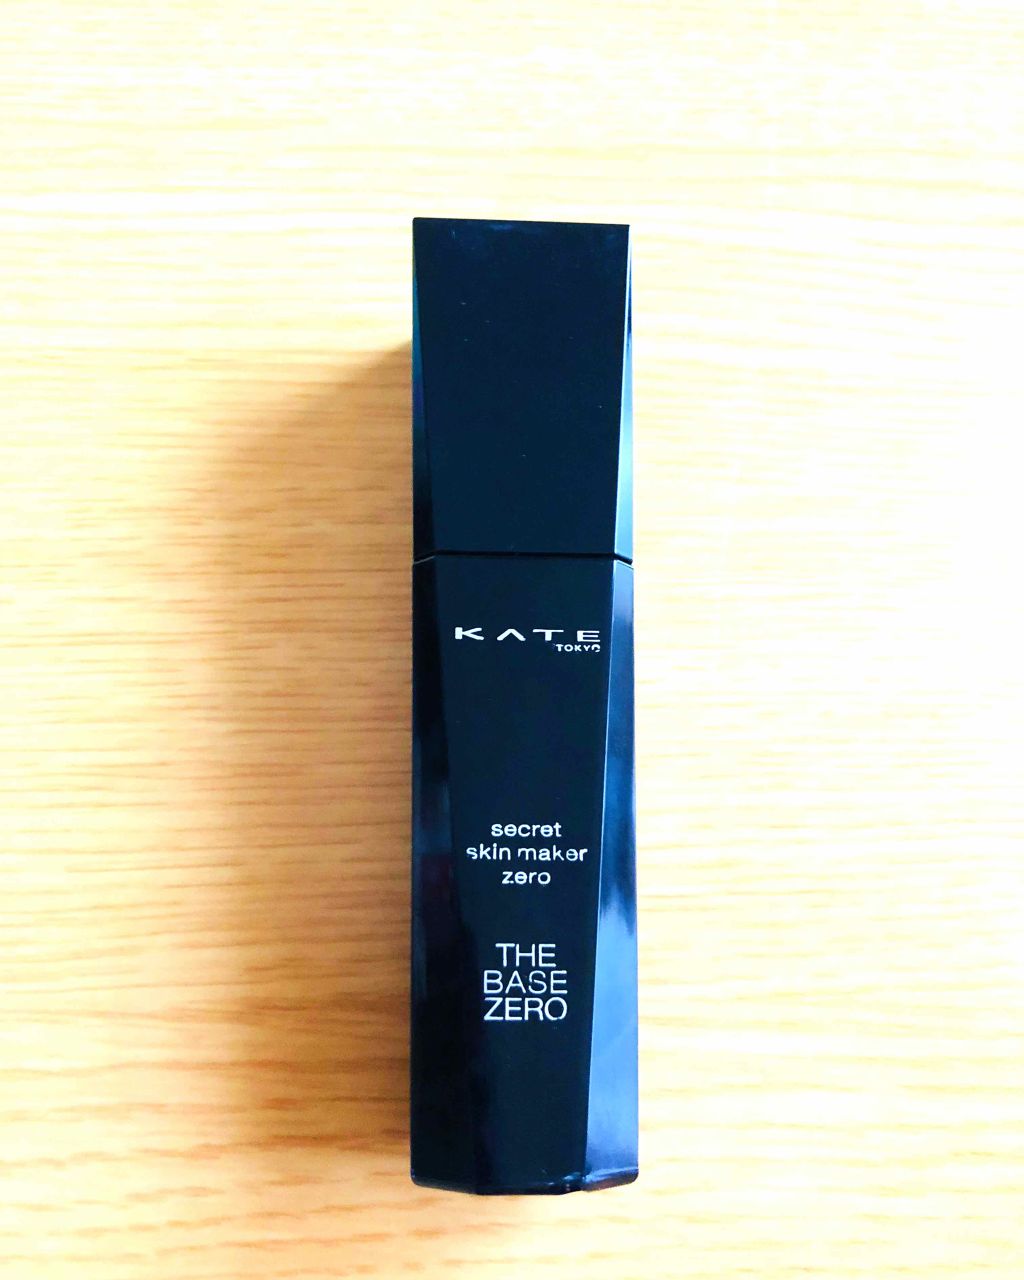 KATE
TOKYO
secret
skin maker
zero
THE
BASE
ZERO